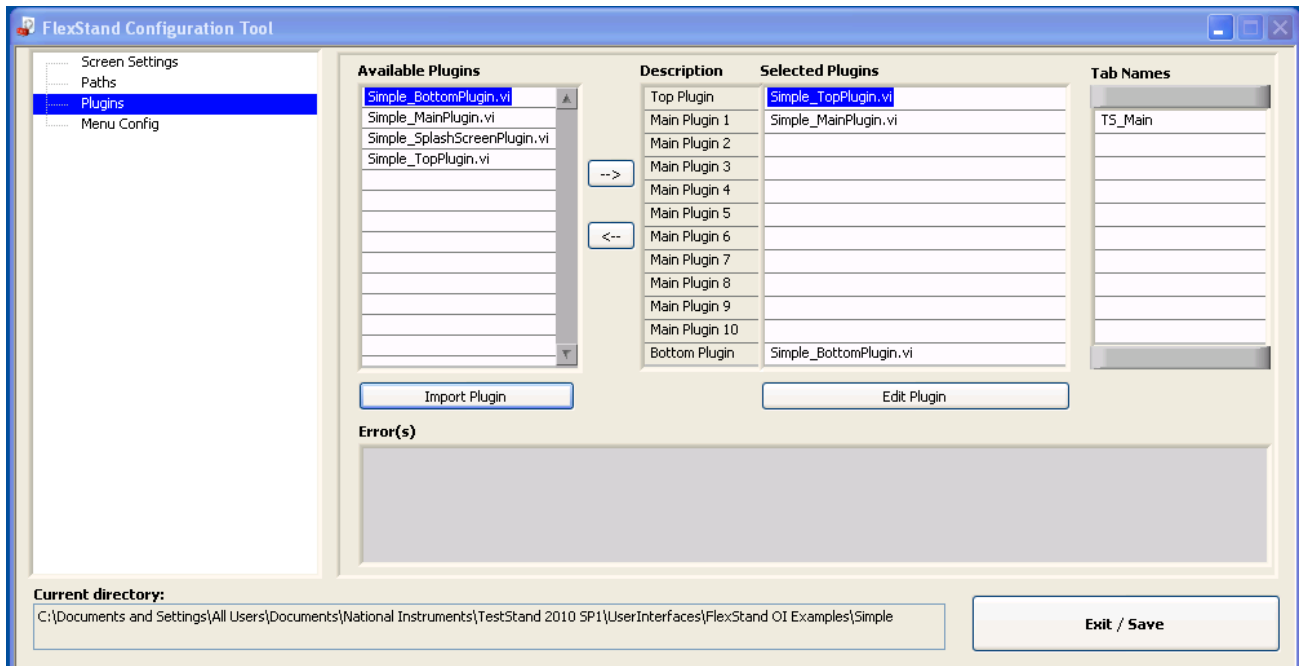 FlexStand Configuration Tool
Screen Settings
Paths
Plugins
Menu Config
Available Plugins
Simple_BottomPlugin.vi
Simple_MainPlugin.vi
Simple_SplashScreenPlugin.vi
Simple_TopPlugin.vi
-->
<--
Import Plugin
Description Selected Plugins
Top Plugin Simple_TopPlugin.vi
Main Plugin 1 Simple_MainPlugin.vi
Main Plugin 2
Main Plugin 3
Main Plugin 4
Main Plugin 5
Main Plugin 6
Main Plugin 7
Main Plugin 8
Main Plugin 9
Main Plugin 10
Bottom Plugin Simple_BottomPlugin.vi
Edit Plugin
Tab Names
TS_Main
Error(s)
Current directory:
C:\Documents and Settings\All Users\Documents\National Instruments\TestStand 2010 SP1\UserInterfaces\FlexStand OI Examples\Simple
Exit / Save